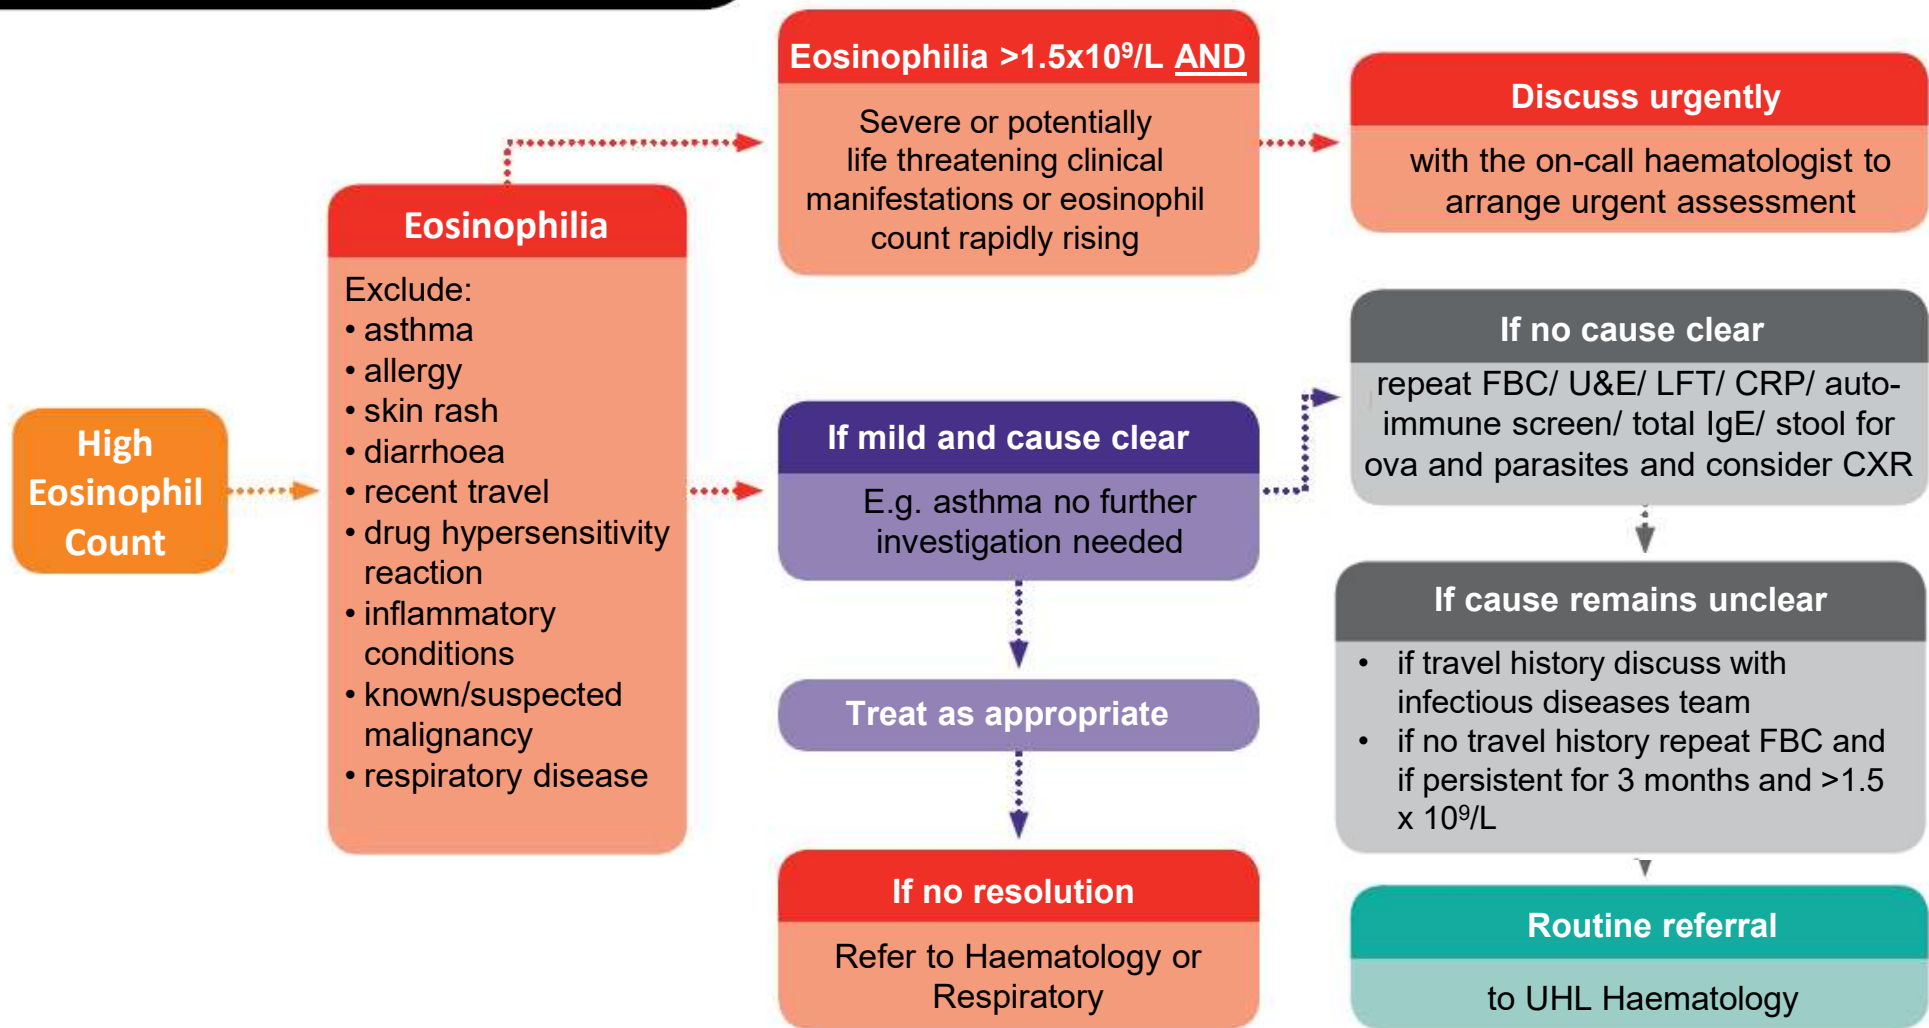 High
Eosinophil
Count
Eosinophilia
Exclude:
• asthma
• allergy
• skin rash
• diarrhoea
• recent travel
• drug hypersensitivity
reaction
• inflammatory
conditions
• known/suspected
malignancy
• respiratory disease
Eosinophilia >1.5x10⁹/L AND
Severe or potentially
life threatening clinical
manifestations or eosinophil
count rapidly rising
Discuss urgently
with the on-call haematologist to
arrange urgent assessment
If mild and cause clear
E.g. asthma no further
investigation needed
Treat as appropriate
If no resolution
Refer to Haematology or
Respiratory
If no cause clear
repeat FBC/ U&E/ LFT/ CRP/ auto-
immune screen/ total IgE/ stool for
ova and parasites and consider CXR
If cause remains unclear
• if travel history discuss with
infectious diseases team
• if no travel history repeat FBC and
if persistent for 3 months and >1.5
x 10⁹/L
Routine referral
to UHL Haematology